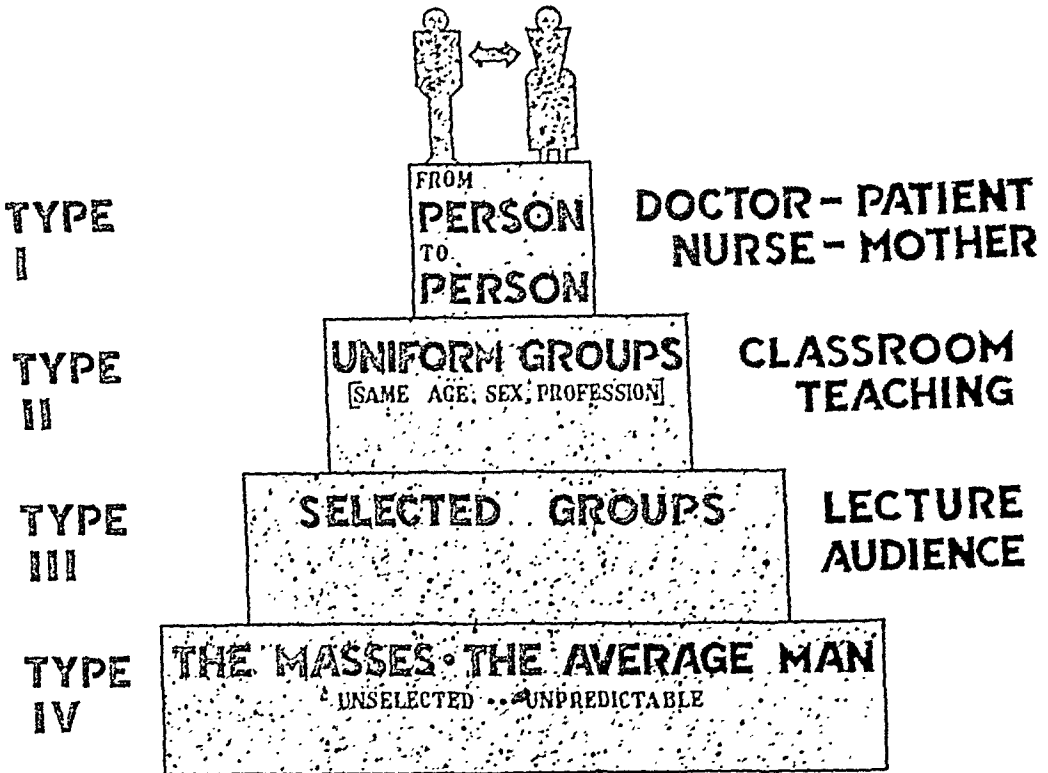 TYPE
I
FROM
PERSON
TO
PERSON
DOCTOR - PATIENT
NURSE - MOTHER
TYPE
II
UNIFORM GROUPS
[SAME AGE, SEX, PROFESSION]
CLASSROOM
TEACHING
TYPE
III
SELECTED GROUPS
LECTURE
AUDIENCE
TYPE
IV
THE MASSES • THE AVERAGE MAN
UNSELECTED • UNPREDICTABLE